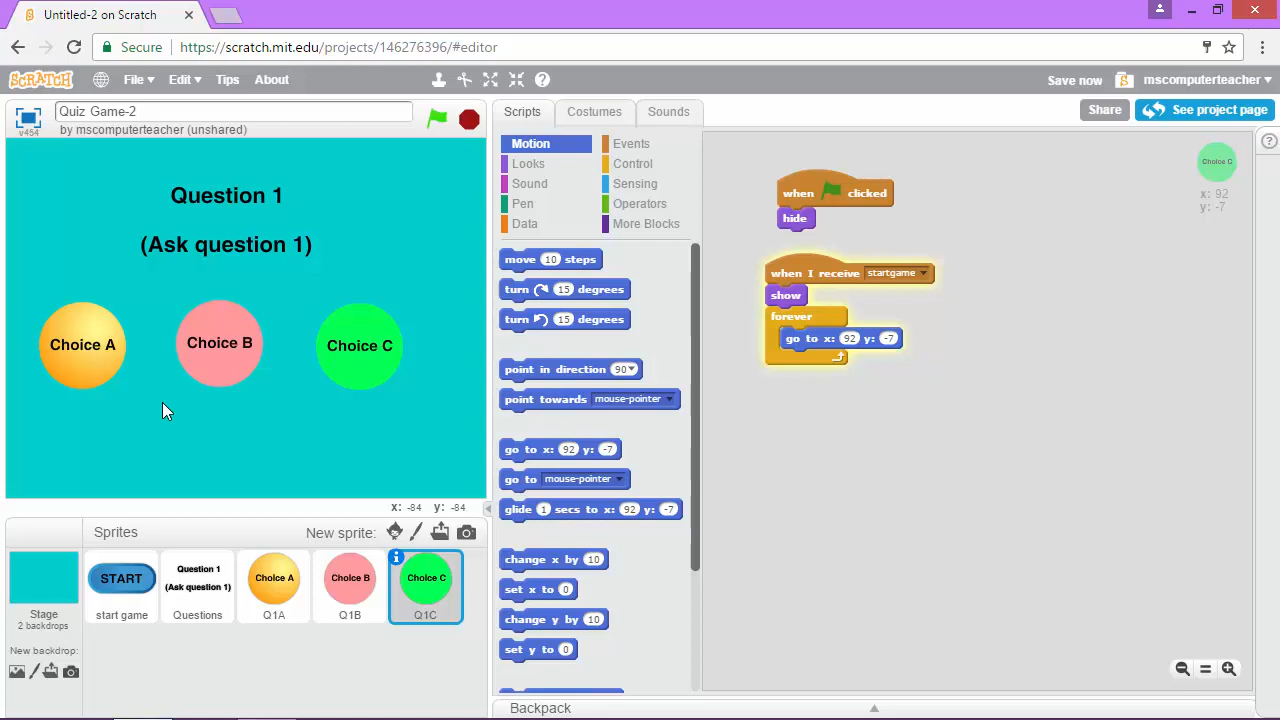 Untitled-2 on Scratch
Secure https://scratch.mit.edu/projects/146276396/#editor
SCRATCH File Edit Tips About Save now mscomputerteacher
Quiz Game-2
by mscomputerteacher (unshared)
v454
Scripts Costumes Sounds
Share See project page
Question 1
(Ask question 1)
Choice A
Choice B
Choice C
x: -84 y: -84
Motion Events
Looks Control
Sound Sensing
Pen Operators
Data More Blocks
move 10 steps
turn 15 degrees
turn 15 degrees
point in direction 90
point towards mouse-pointer
go to x: 92 y: -7
go to mouse-pointer
glide 1 secs to x: 92 y: -7
change x by 10
set x to 0
change y by 10
set y to 0
when clicked
hide
when I receive startgame
show
forever
go to x: 92 y: -7
Choice C
x: 92
y: -7
Sprites New sprite:
Stage
2 backdrops
New backdrop:
START
start game
Question 1
(Ask question 1)
Questions
Choice A
Q1A
Choice B
Q1B
Choice C
Q1C
Backpack